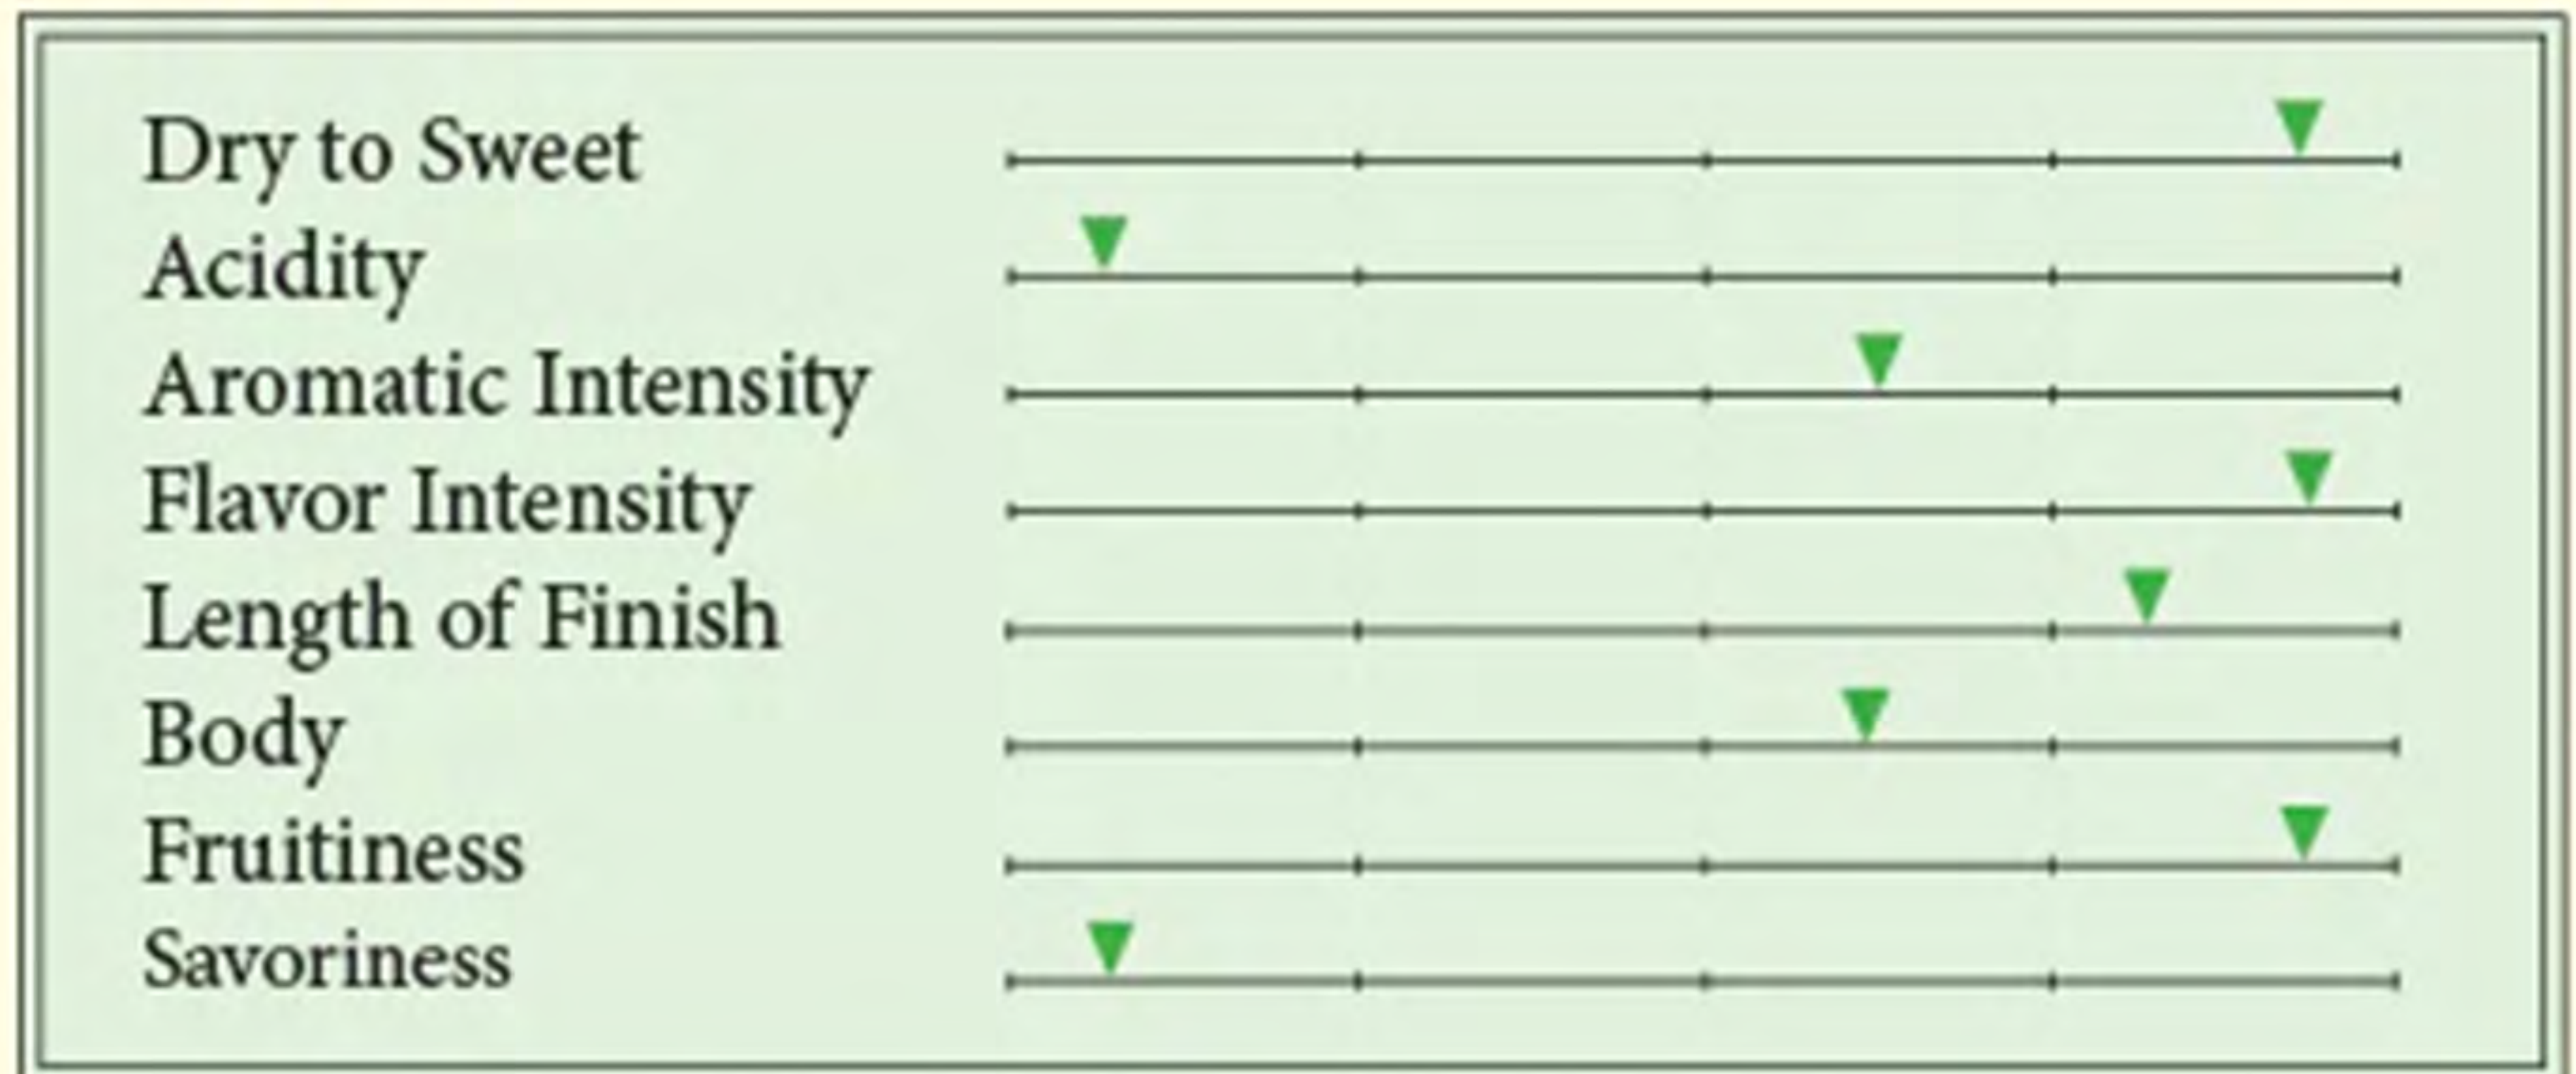 Dry to Sweet
Acidity
Aromatic Intensity
Flavor Intensity
Length of Finish
Body
Fruitiness
Savoriness